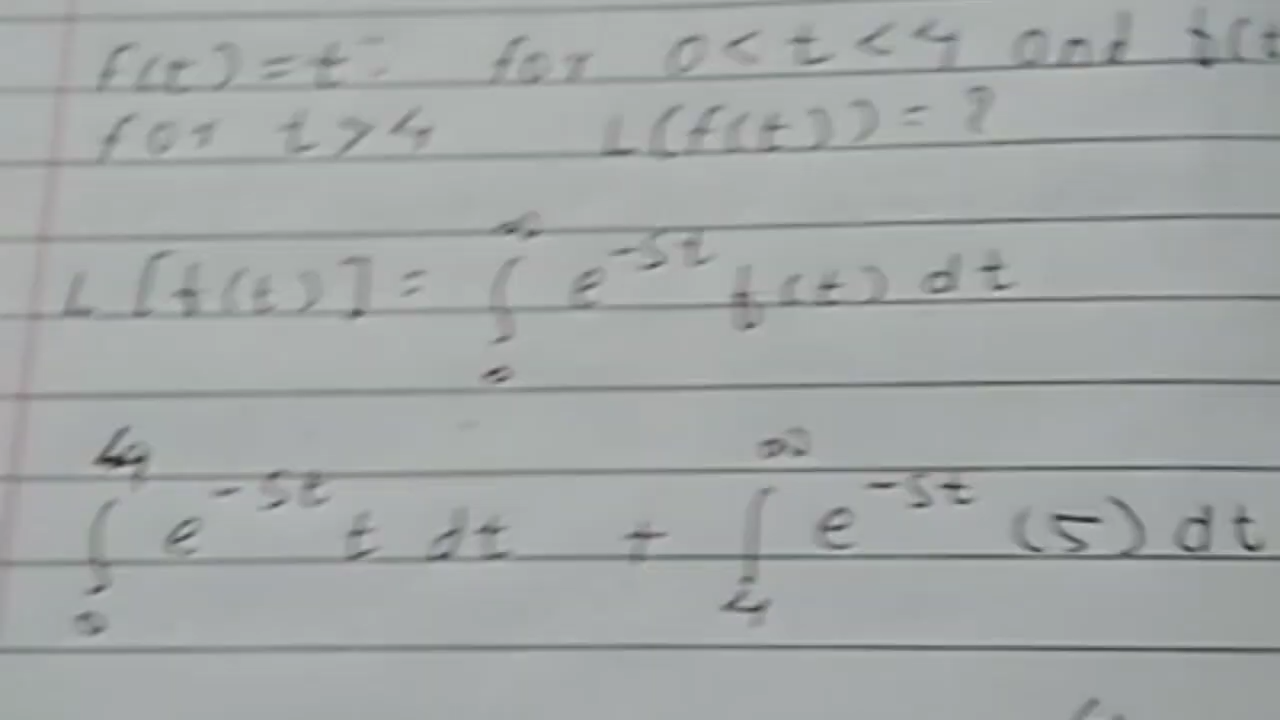 f(t) = t : for 0 < t < 4 and f(t
for t > 4 L(f(t)) = ?
L[f(t)] = ∫₀^∞ e^{-st} f(t) dt
∫₀^4 e^{-st} t dt + ∫₄^∞ e^{-st} (5) dt